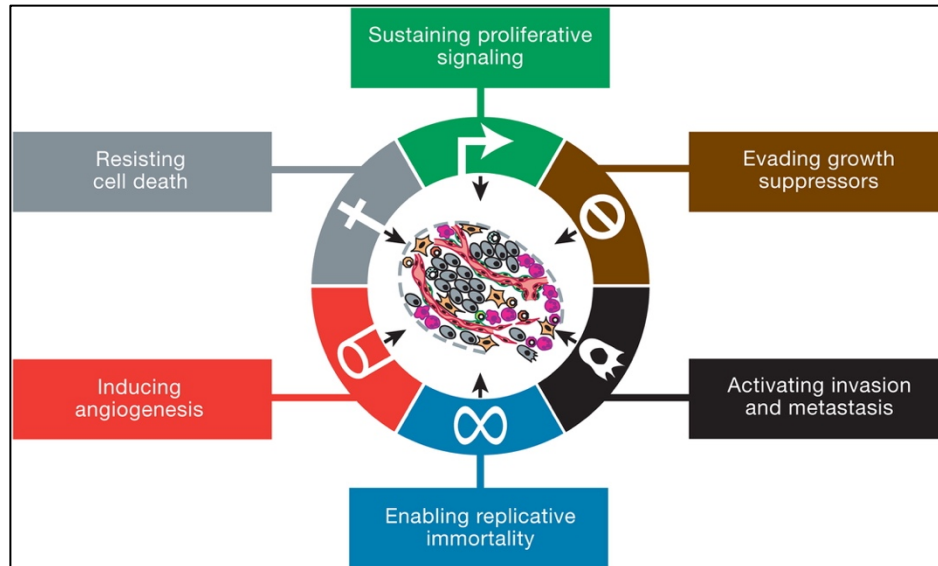 Sustaining proliferative
signaling
Resisting
cell death
Evading growth
suppressors
Inducing
angiogenesis
Activating invasion
and metastasis
Enabling replicative
immortality